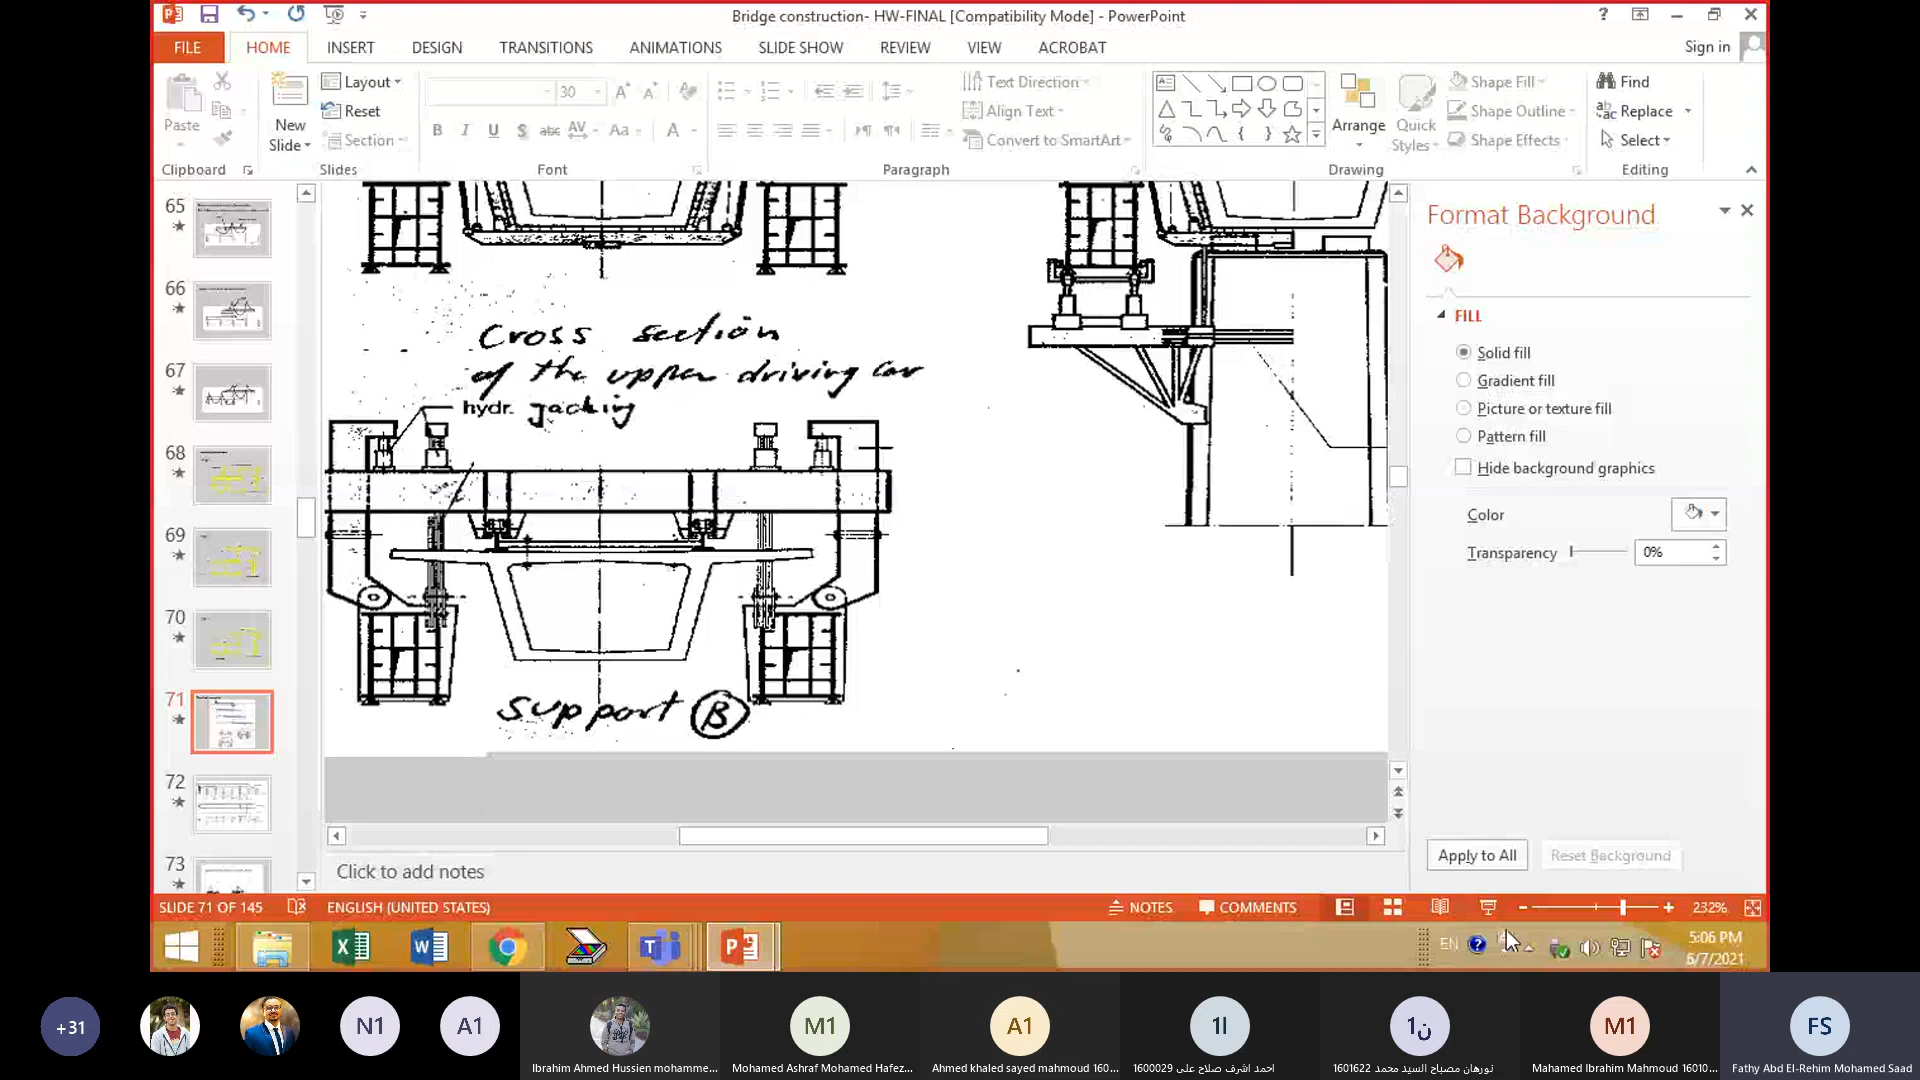 Bridge construction- HW-FINAL [Compatibility Mode] - PowerPoint
FILE HOME INSERT DESIGN TRANSITIONS ANIMATIONS SLIDE SHOW REVIEW VIEW ACROBAT Sign in
Paste
New Slide
Layout
Reset
Section
30
Text Direction
Align Text
Convert to SmartArt
Arrange
Quick Styles
Shape Fill
Shape Outline
Shape Effects
Find
Replace
Select
Clipboard Slides Font Paragraph Drawing Editing
65
66
67
68
69
70
71
72
73
Cross section
of the upper driving car
hydr. jacking
support B
Format Background
FILL
Solid fill
Gradient fill
Picture or texture fill
Pattern fill
Hide background graphics
Color
Transparency 0%
Apply to All Reset Background
Click to add notes
SLIDE 71 OF 145 ENGLISH (UNITED STATES) NOTES COMMENTS 232%
EN
5:06 PM
6/7/2021
+31
N1
A1
M1
A1
ا1
ن1
M1
FS
Ibrahim Ahmed Hussien mohamme...
Mohamed Ashraf Mohamed Hafez...
Ahmed khaled sayed mahmoud 160...
احمد اشرف صلاح على 1600029
نورهان مصباح السيد محمد 1601622
Mahamed Ibrahim Mahmoud 16010...
Fathy Abd El-Rehim Mohamed Saad